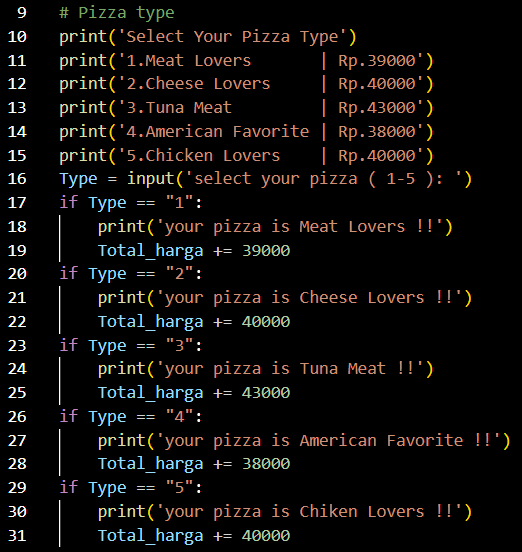 9 # Pizza type
10 print('Select Your Pizza Type')
11 print('1.Meat Lovers       | Rp.39000')
12 print('2.Cheese Lovers     | Rp.40000')
13 print('3.Tuna Meat         | Rp.43000')
14 print('4.American Favorite | Rp.38000')
15 print('5.Chicken Lovers    | Rp.40000')
16 Type = input('select your pizza ( 1-5 ): ')
17 if Type == "1":
18     print('your pizza is Meat Lovers !!')
19     Total_harga += 39000
20 if Type == "2":
21     print('your pizza is Cheese Lovers !!')
22     Total_harga += 40000
23 if Type == "3":
24     print('your pizza is Tuna Meat !!')
25     Total_harga += 43000
26 if Type == "4":
27     print('your pizza is American Favorite !!')
28     Total_harga += 38000
29 if Type == "5":
30     print('your pizza is Chiken Lovers !!')
31     Total_harga += 40000